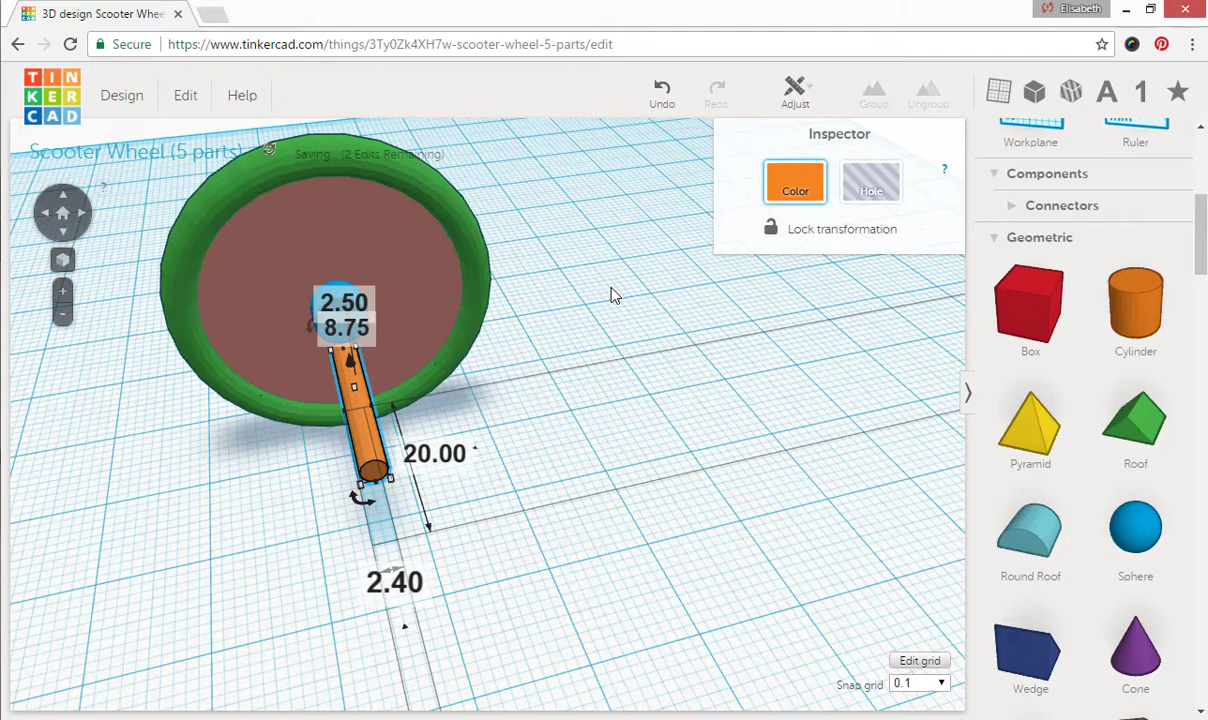 3D design Scooter Whee
Elisabeth
Secure
https://www.tinkercad.com/things/3Ty0Zk4XH7w-scooter-wheel-5-parts/edit
TIN
KER
CAD
Design
Edit
Help
Undo
Redo
Adjust
Group
Ungroup
A
1
Scooter Wheel (5 parts)
Saving (2 Edits Remaining)
?
Inspector
Color
Hole
?
Lock transformation
2.50
8.75
20.00
2.40
Edit grid
Snap grid
0.1
Workplane
Ruler
Components
Connectors
Geometric
Box
Cylinder
Pyramid
Roof
Round Roof
Sphere
Wedge
Cone